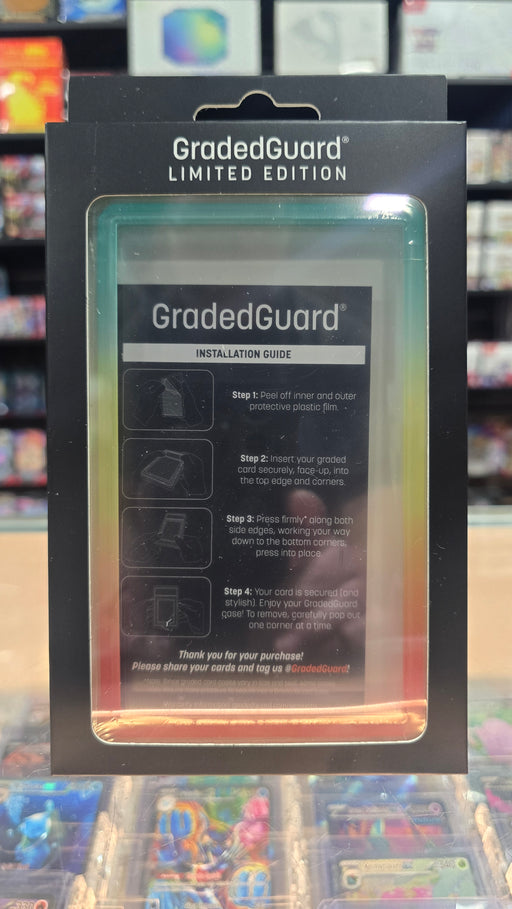 GradedGuard®
LIMITED EDITION
GradedGuard®
INSTALLATION GUIDE
Step 1: Peel off inner and outer
protective plastic film.
Step 2: Insert your graded
card securely, face-up, into
the top edge and corners.
Step 3: Press firmly* along both
side edges, working your way
down to the bottom corners,
press into place.
Step 4: Your card is secured (and
stylish). Enjoy your GradedGuard
case! To remove, carefully pop out
one corner at a time.
Thank you for your purchase!
Please share your cards and tag us @GradedGuard!